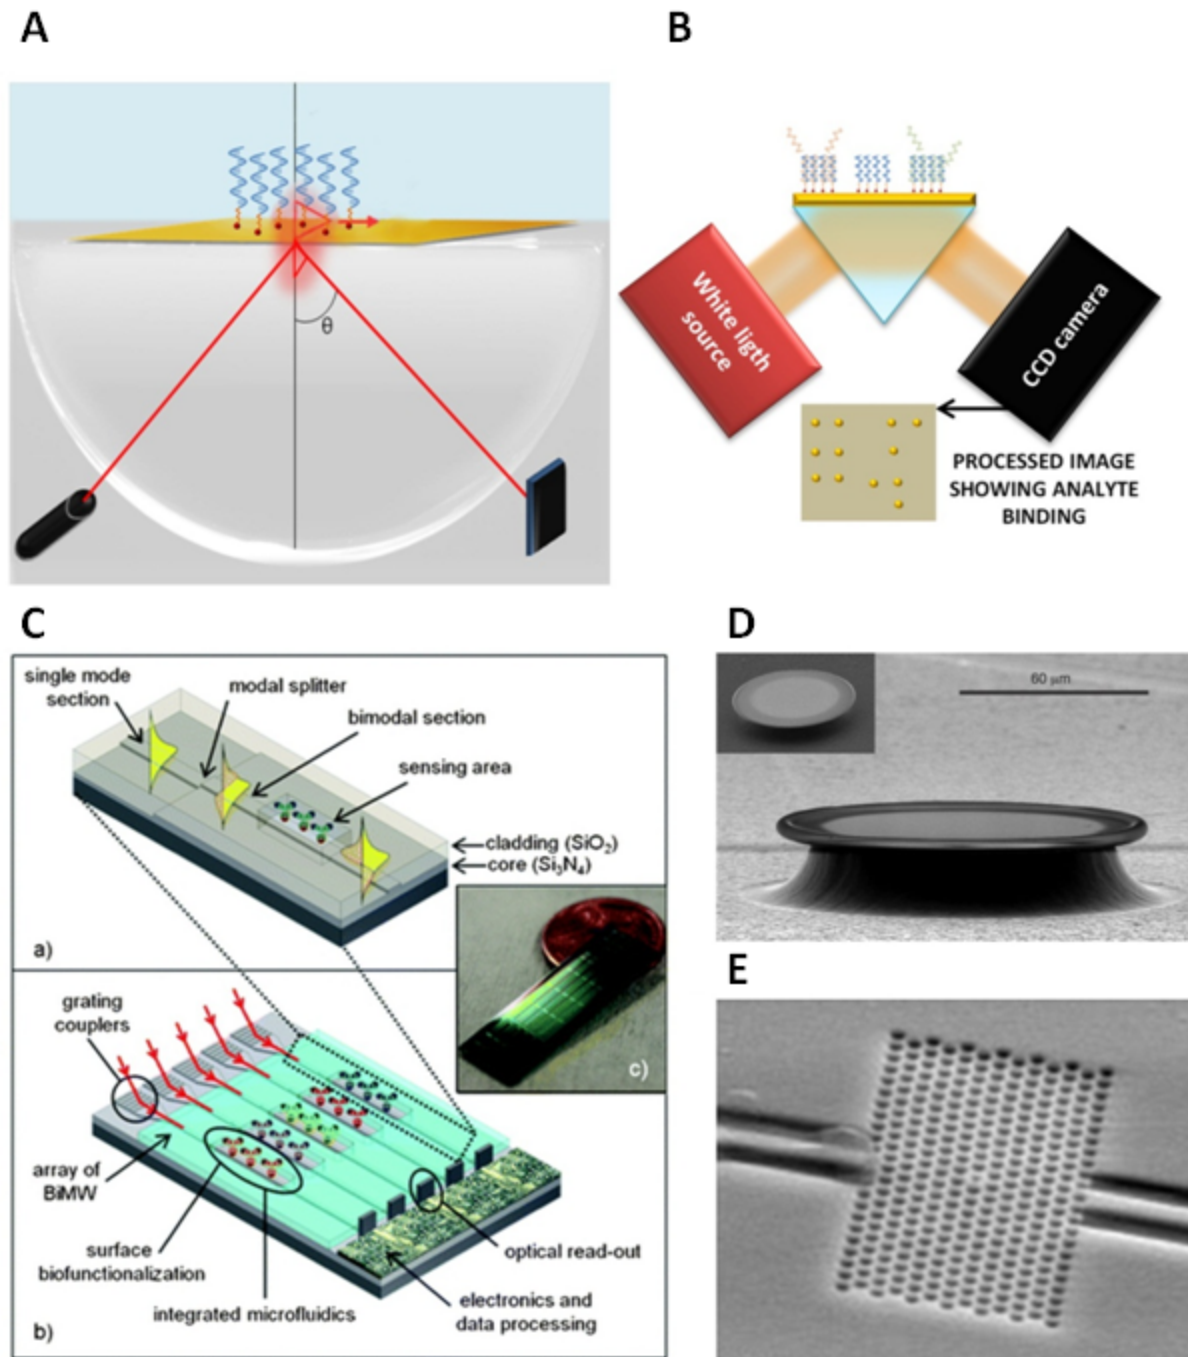 A
B
θ
White ligth
source
CCD camera
PROCESSED IMAGE
SHOWING ANALYTE
BINDING
C
single mode
section
modal splitter
bimodal section
sensing area
cladding (SiO₂)
core (Si₃N₄)
a)
grating
couplers
c)
array of
BiMW
surface
biofunctionalization
integrated microfluidics
optical read-out
electronics and
data processing
b)
D
60 μm
E